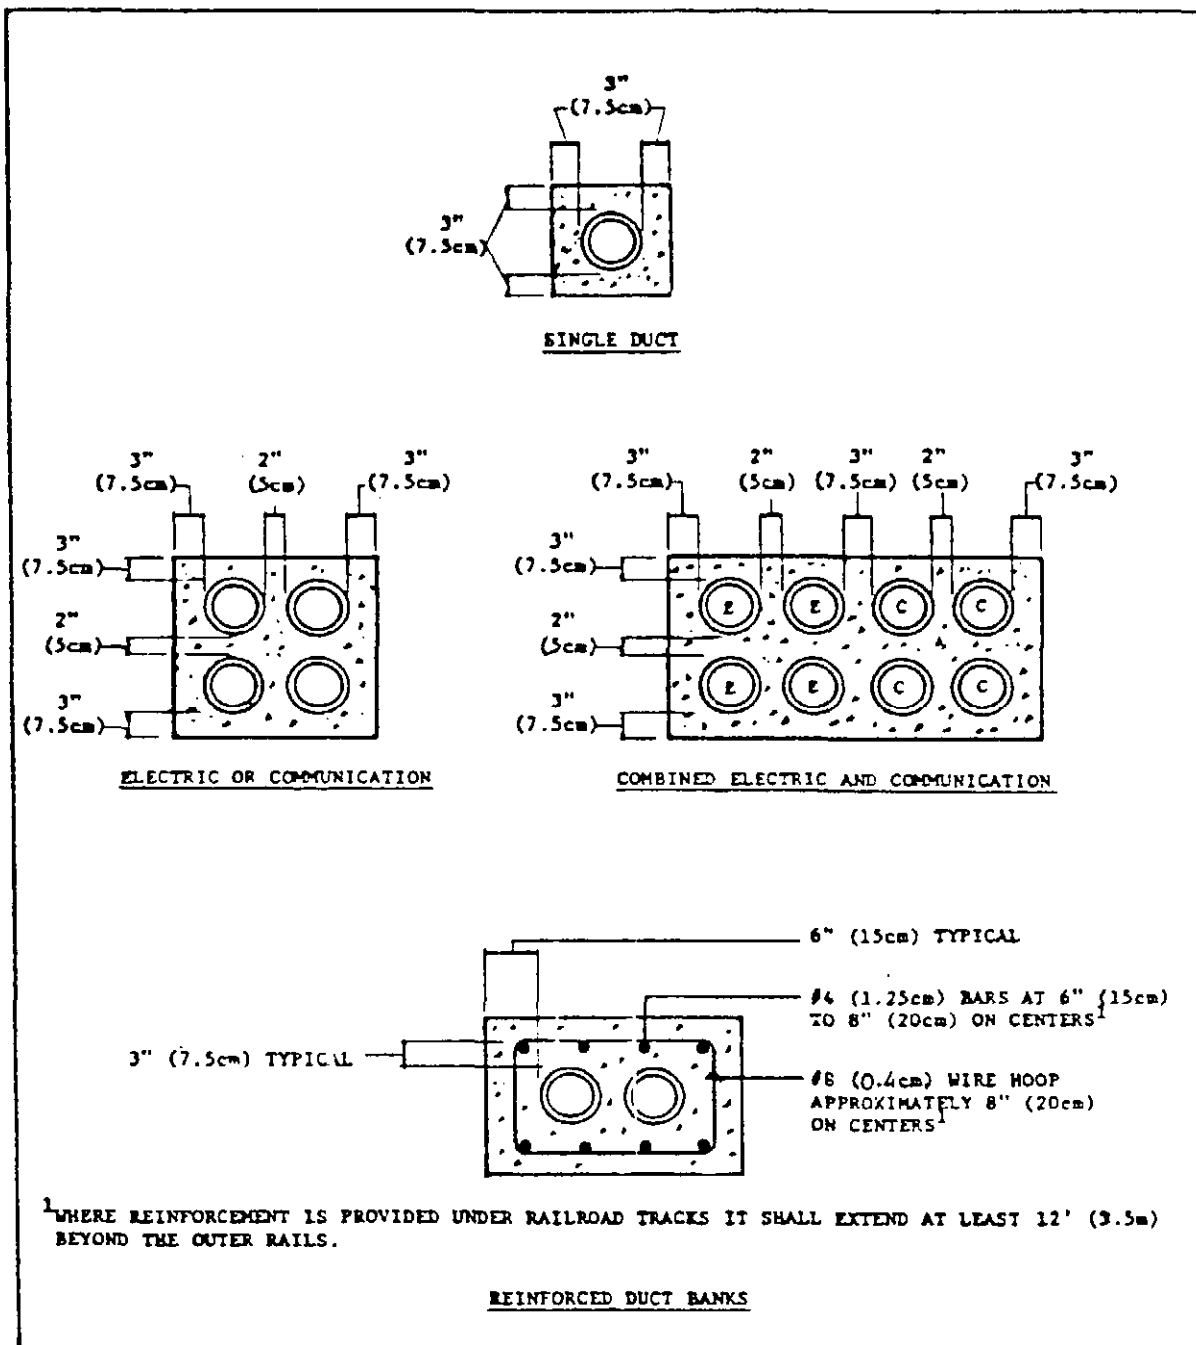 3"
(7.5cm)
3"
(7.5cm)
SINGLE DUCT
3" 2" 3"
(7.5cm) (5cm) (7.5cm)
3"
(7.5cm)
2"
(5cm)
3"
(7.5cm)
ELECTRIC OR COMMUNICATION
3" 2" 3" 2" 3"
(7.5cm) (5cm) (7.5cm) (5cm) (7.5cm)
3"
(7.5cm)
E E C C
2"
(5cm)
E E C C
3"
(7.5cm)
COMBINED ELECTRIC AND COMMUNICATION
6" (15cm) TYPICAL
#4 (1.25cm) BARS AT 6" (15cm)
TO 8" (20cm) ON CENTERS¹
3" (7.5cm) TYPICAL
#8 (0.4cm) WIRE HOOP
APPROXIMATELY 8" (20cm)
ON CENTERS¹
¹WHERE REINFORCEMENT IS PROVIDED UNDER RAILROAD TRACKS IT SHALL EXTEND AT LEAST 12' (3.5m)
BEYOND THE OUTER RAILS.
REINFORCED DUCT BANKS